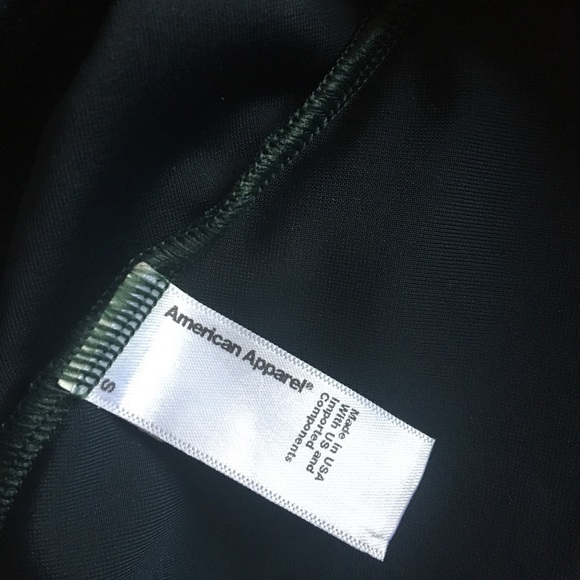 American Apparel®
Made in USA
With US and
Imported
Components
S